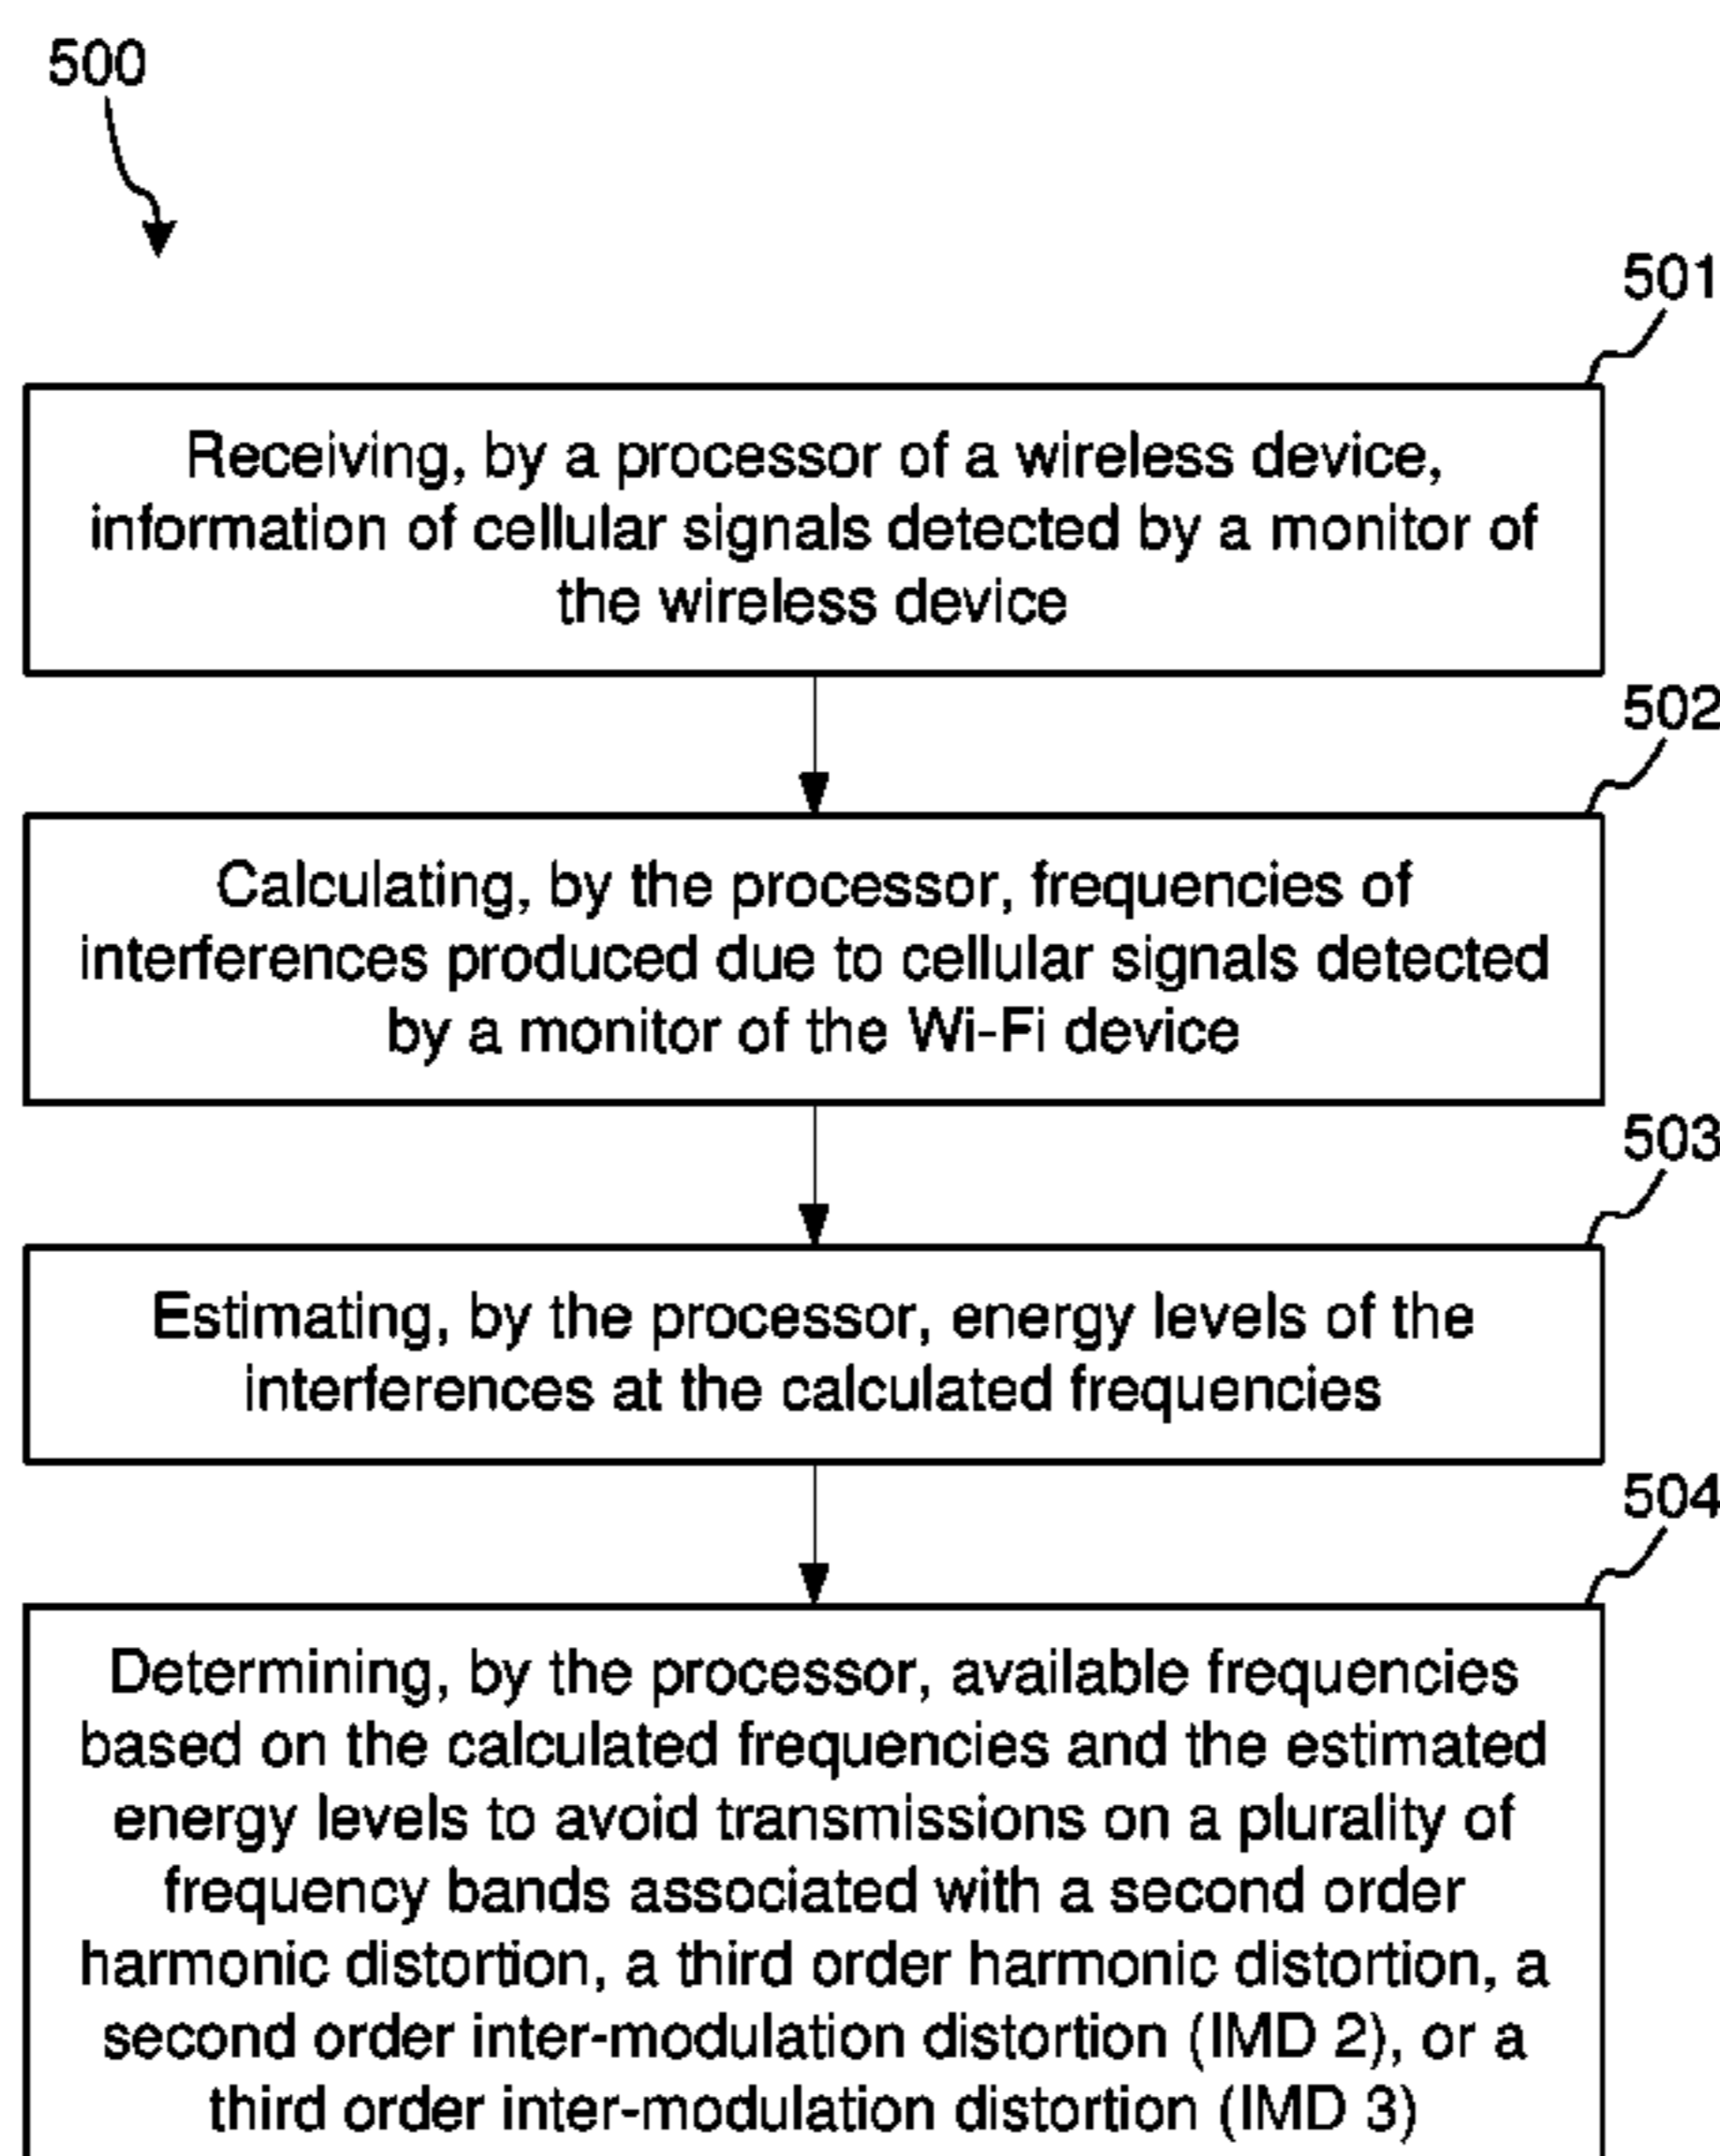 500
501
Receiving, by a processor of a wireless device,
information of cellular signals detected by a monitor of
the wireless device
502
Calculating, by the processor, frequencies of
interferences produced due to cellular signals detected
by a monitor of the Wi-Fi device
503
Estimating, by the processor, energy levels of the
interferences at the calculated frequencies
504
Determining, by the processor, available frequencies
based on the calculated frequencies and the estimated
energy levels to avoid transmissions on a plurality of
frequency bands associated with a second order
harmonic distortion, a third order harmonic distortion, a
second order inter-modulation distortion (IMD 2), or a
third order inter-modulation distortion (IMD 3)